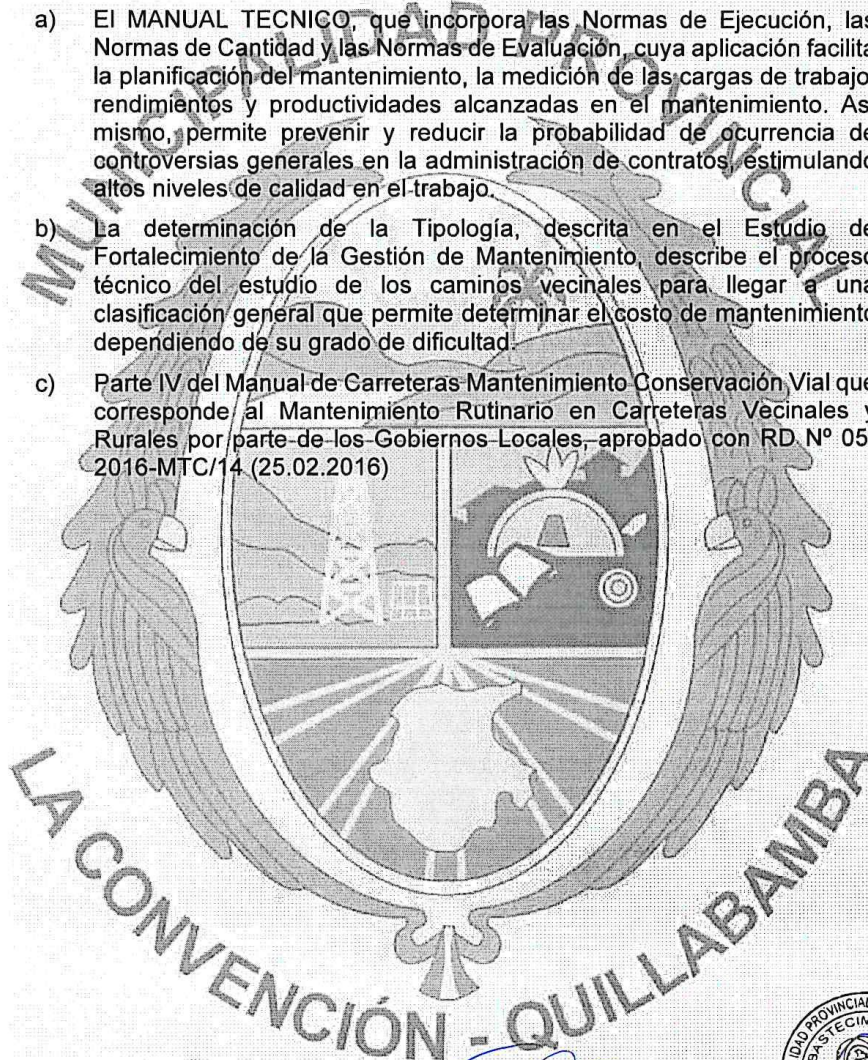 a) El MANUAL TECNICO, que incorpora las Normas de Ejecución, las
Normas de Cantidad y las Normas de Evaluación, cuya aplicación facilita
la planificación del mantenimiento, la medición de las cargas de trabajo,
rendimientos y productividades alcanzadas en el mantenimiento. Así
mismo, permite prevenir y reducir la probabilidad de ocurrencia de
controversias generales en la administración de contratos, estimulando
altos niveles de calidad en el trabajo.
b) La determinación de la Tipología, descrita en el Estudio de
Fortalecimiento de la Gestión de Mantenimiento, describe el proceso
técnico del estudio de los caminos vecinales para llegar a una
clasificación general que permite determinar el costo de mantenimiento
dependiendo de su grado de dificultad.
c) Parte IV del Manual de Carreteras Mantenimiento Conservación Vial que
corresponde al Mantenimiento Rutinario en Carreteras Vecinales y
Rurales por parte de los Gobiernos Locales, aprobado con RD Nº 05-
2016-MTC/14 (25.02.2016)
MUNICIPALIDAD PROVINCIAL
LA CONVENCIÓN - QUILLABAMBA
PROVINCIAL